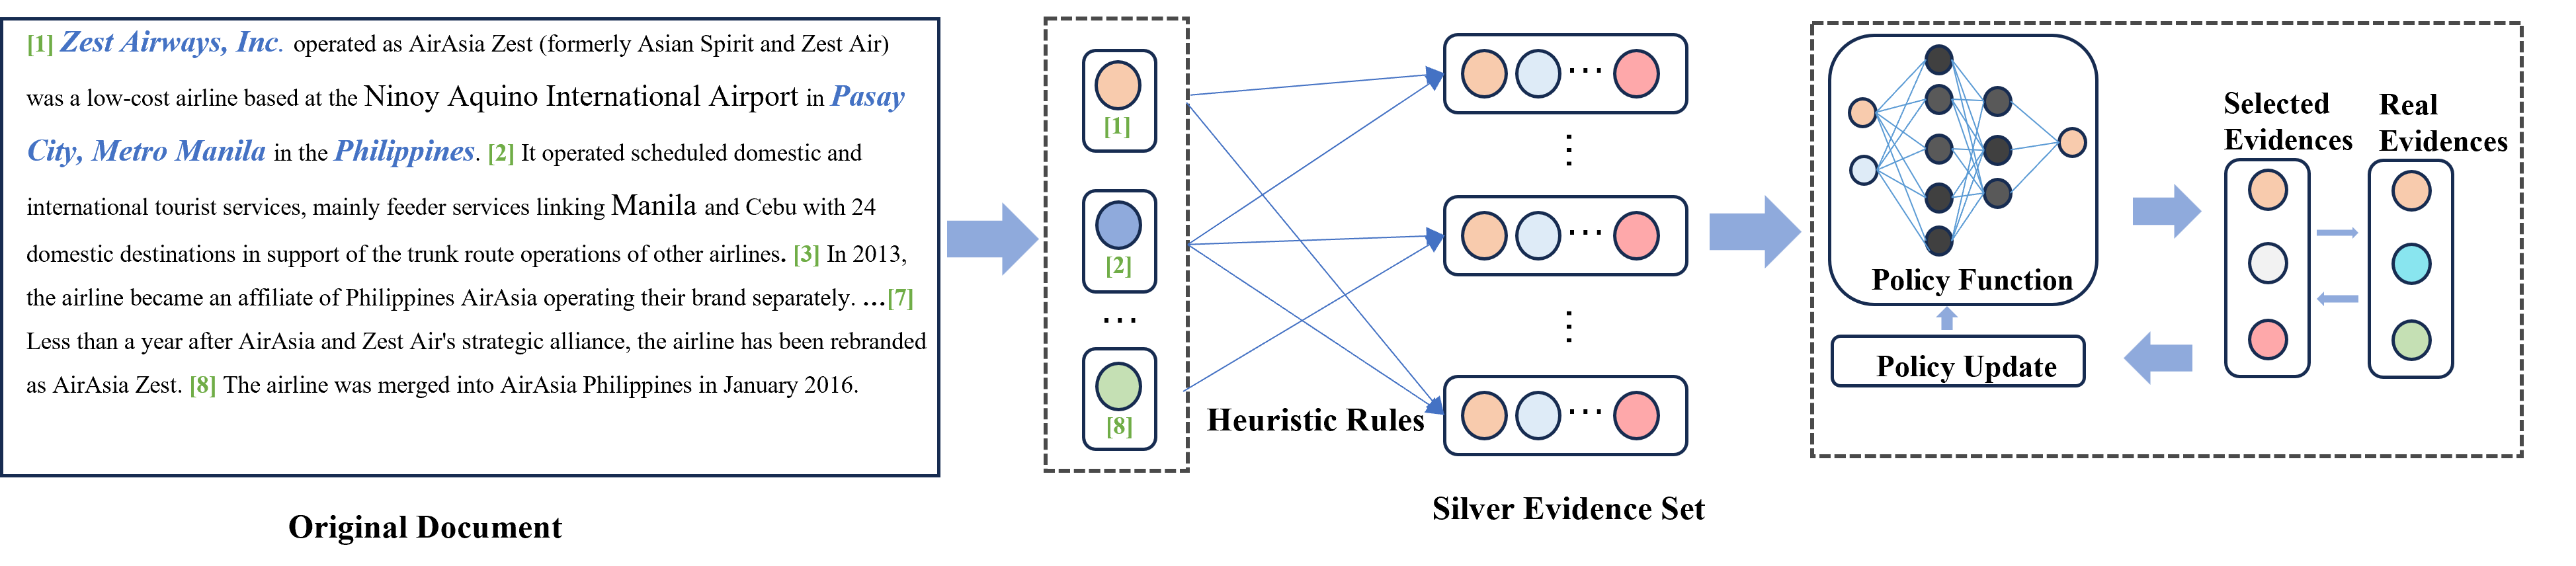 [1] Zest Airways, Inc. operated as AirAsia Zest (formerly Asian Spirit and Zest Air)
was a low-cost airline based at the Ninoy Aquino International Airport in Pasay
City, Metro Manila in the Philippines. [2] It operated scheduled domestic and
international tourist services, mainly feeder services linking Manila and Cebu with 24
domestic destinations in support of the trunk route operations of other airlines. [3] In 2013,
the airline became an affiliate of Philippines AirAsia operating their brand separately. ...[7]
Less than a year after AirAsia and Zest Air's strategic alliance, the airline has been rebranded
as AirAsia Zest. [8] The airline was merged into AirAsia Philippines in January 2016.
Original Document
[1]
[2]
...
[8]
Heuristic Rules
...
...
...
Silver Evidence Set
Policy Function
Policy Update
Selected
Evidences
Real
Evidences